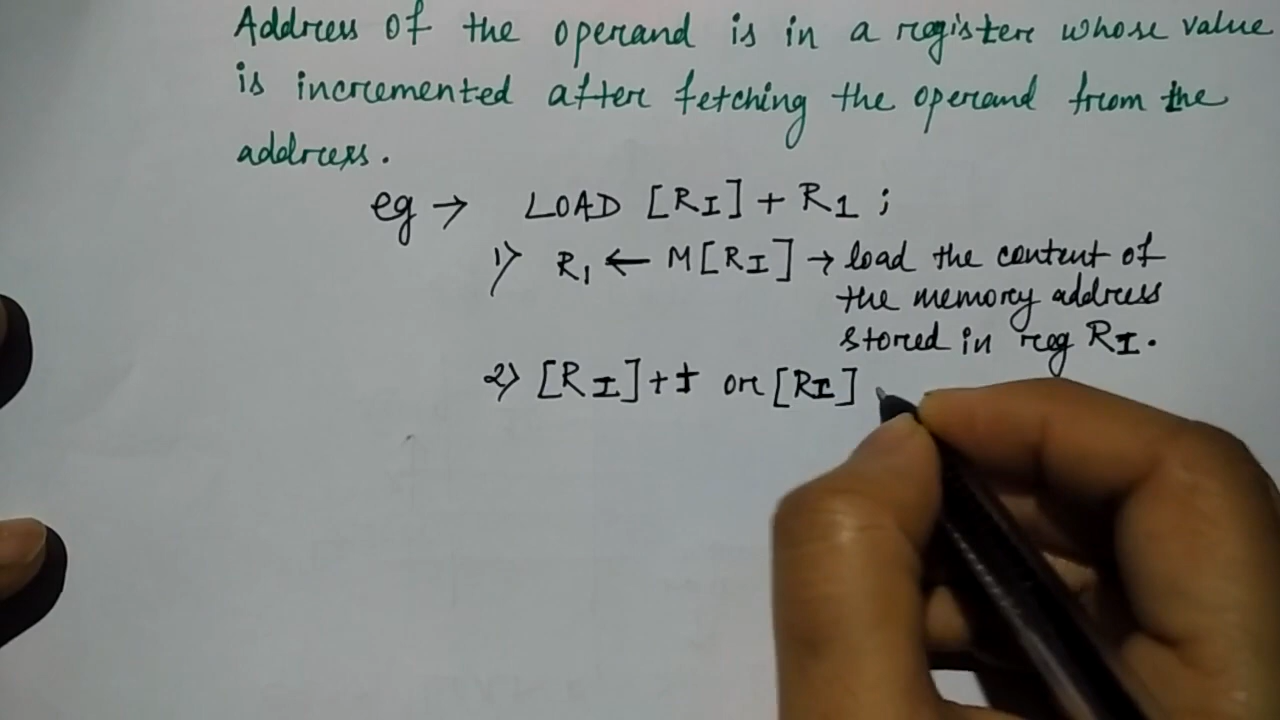 Address of the operand is in a register whose value
is incremented after fetching the operand from the
address.
eg → LOAD [RI] + R1 ;
1) R1 ← M[RI] → load the content of
the memory address
stored in reg RI.
2) [RI]++ or [RI]